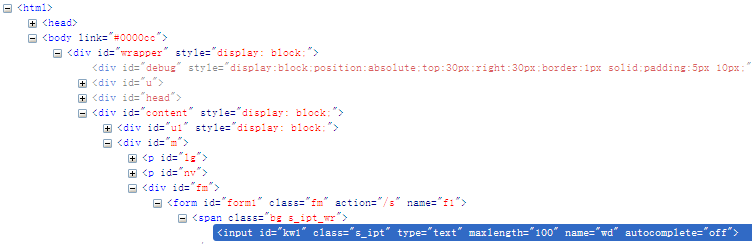 <html>
<head>
<body link="#0000cc">
<div id="wrapper" style="display: block;">
<div id="debug" style="display:block;position:absolute;top:30px;right:30px;border:1px solid;padding:5px 10px;"
<div id="u">
<div id="head">
<div id="content" style="display: block;">
<div id="u1" style="display: block;">
<div id="m">
<p id="lg">
<p id="nv">
<div id="fm">
<form id="form1" class="fm" action="/s" name="f1">
<span class="bg s_ipt_wr">
<input id="kw1" class="s_ipt" type="text" maxlength="100" name="wd" autocomplete="off">